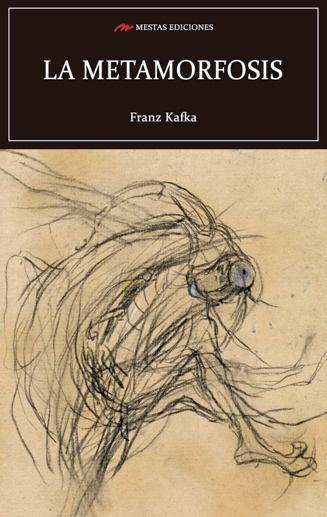 MESTAS EDICIONES
LA METAMORFOSIS
Franz Kafka